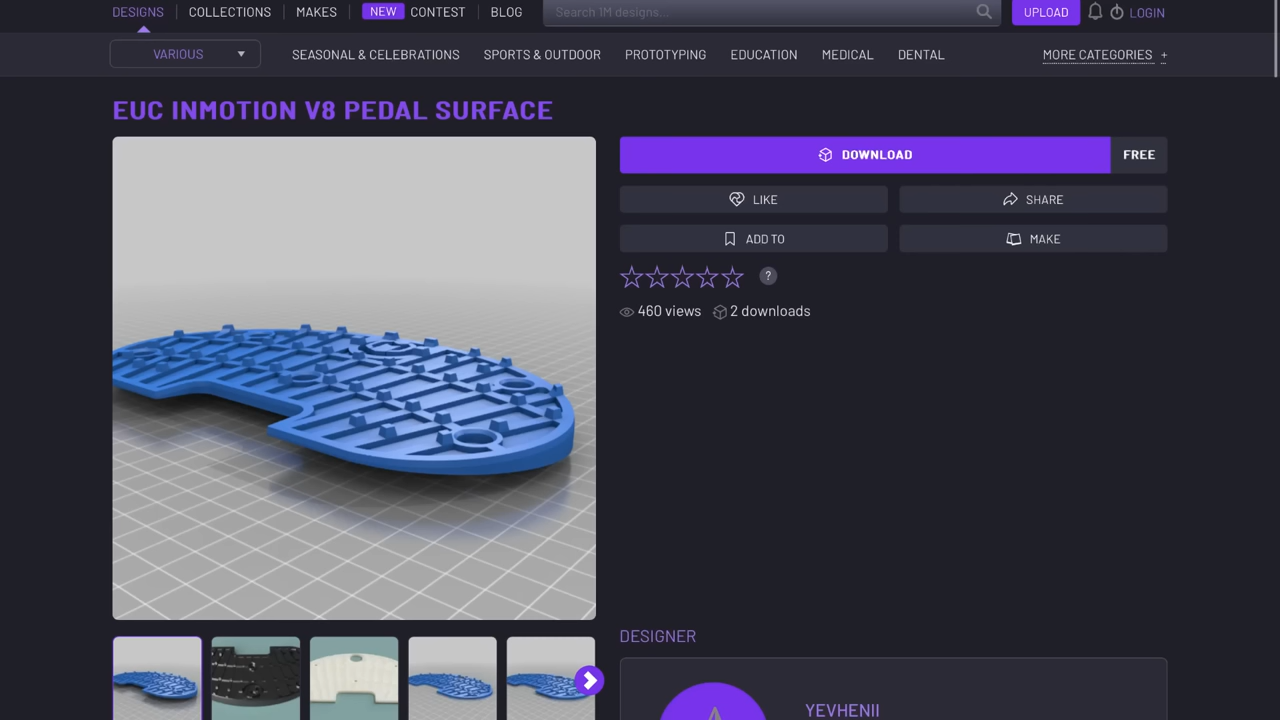 DESIGNS COLLECTIONS MAKES NEW CONTEST BLOG Search 1M designs... UPLOAD LOGIN
VARIOUS SEASONAL & CELEBRATIONS SPORTS & OUTDOOR PROTOTYPING EDUCATION MEDICAL DENTAL MORE CATEGORIES +
EUC INMOTION V8 PEDAL SURFACE
DOWNLOAD FREE
LIKE SHARE
ADD TO MAKE
?
460 views 2 downloads
DESIGNER
YEVHENII